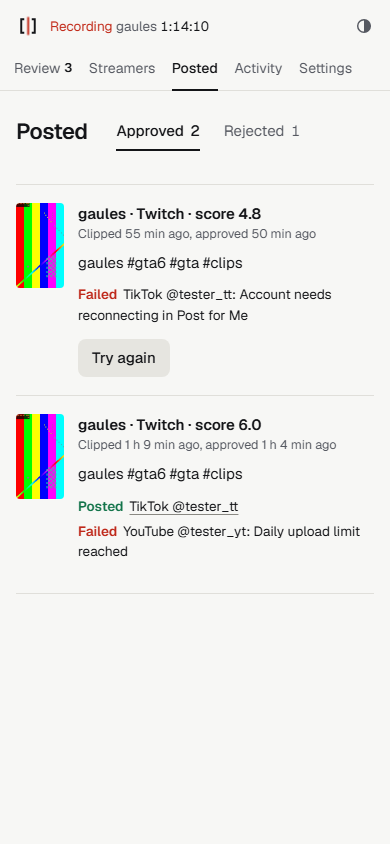 Recording gaules 1:14:10
Review 3 Streamers Posted Activity Settings
Posted Approved 2 Rejected 1
gaules · Twitch · score 4.8
Clipped 55 min ago, approved 50 min ago
gaules #gta6 #gta #clips
Failed TikTok @tester_tt: Account needs
reconnecting in Post for Me
Try again
gaules · Twitch · score 6.0
Clipped 1 h 9 min ago, approved 1 h 4 min ago
gaules #gta6 #gta #clips
Posted TikTok @tester_tt
Failed YouTube @tester_yt: Daily upload limit
reached